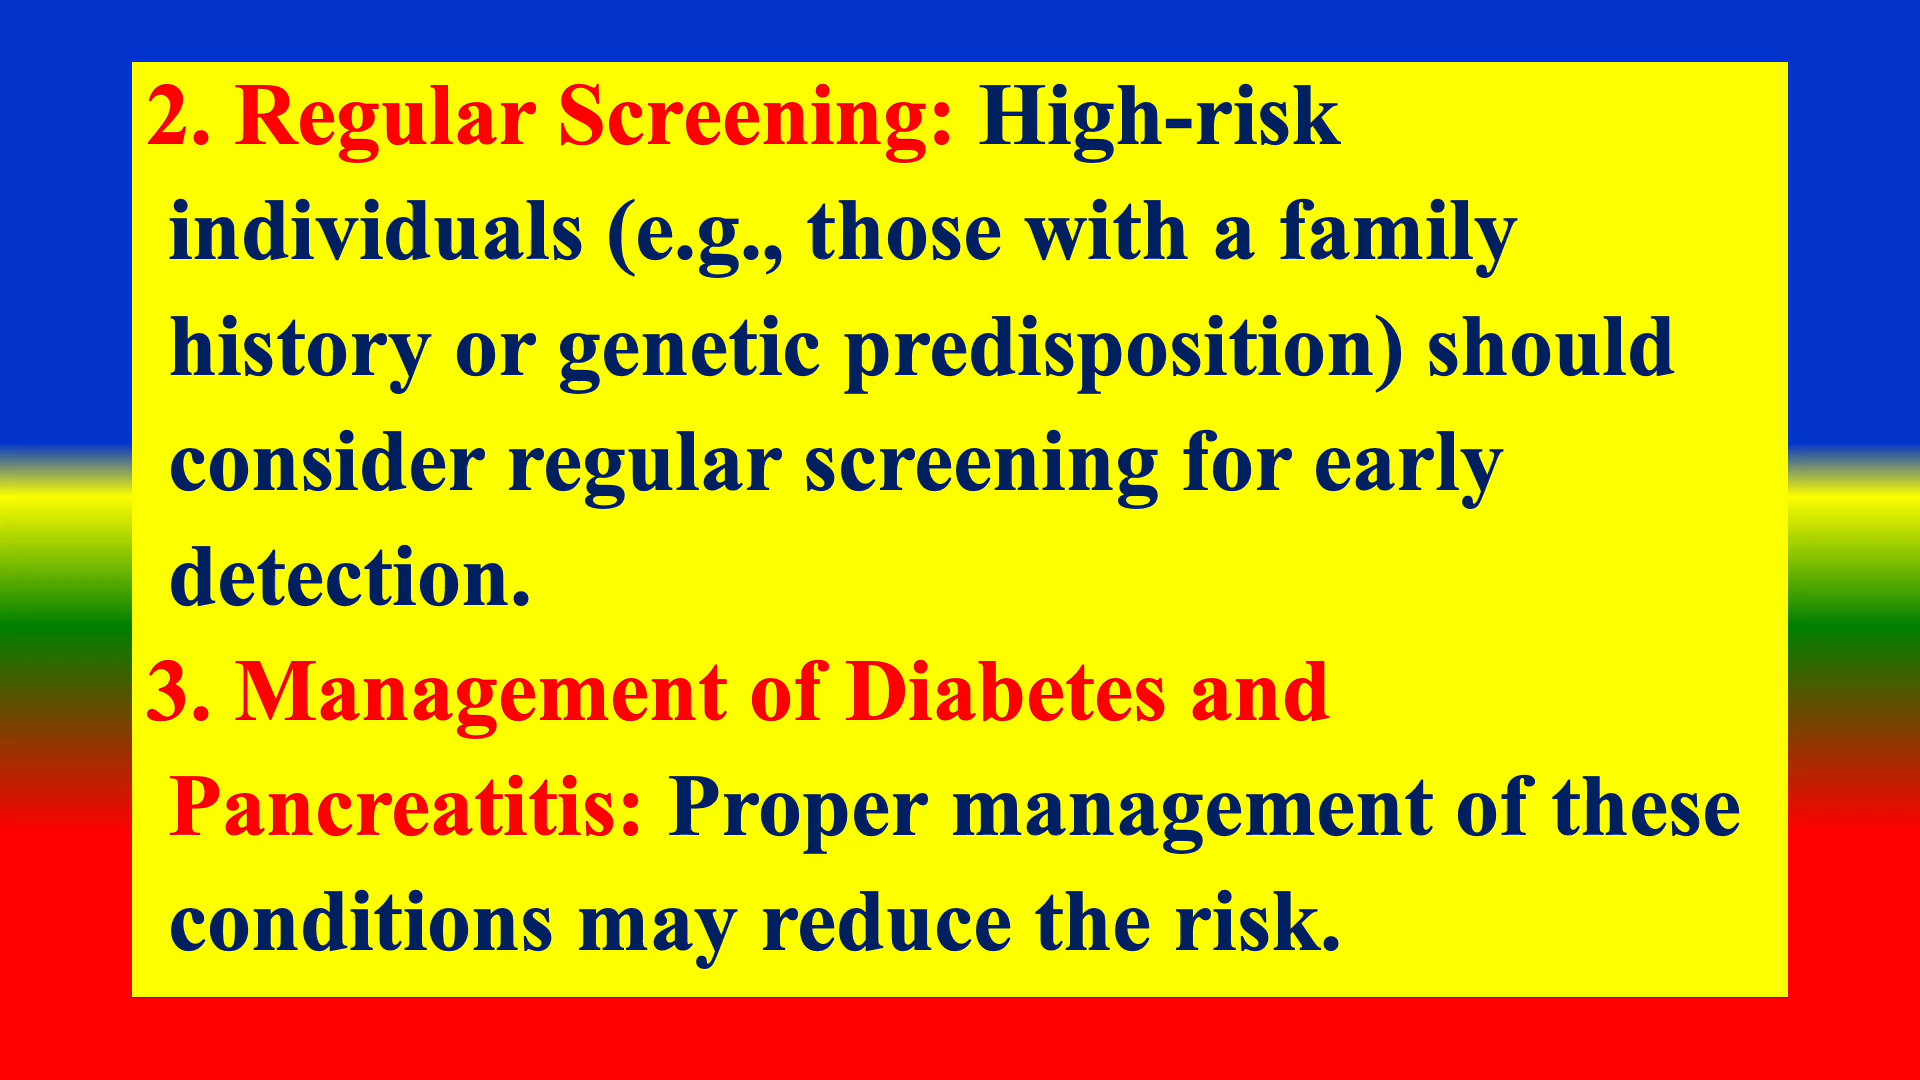 2. Regular Screening: High-risk
individuals (e.g., those with a family
history or genetic predisposition) should
consider regular screening for early
detection.
3. Management of Diabetes and
Pancreatitis: Proper management of these
conditions may reduce the risk.